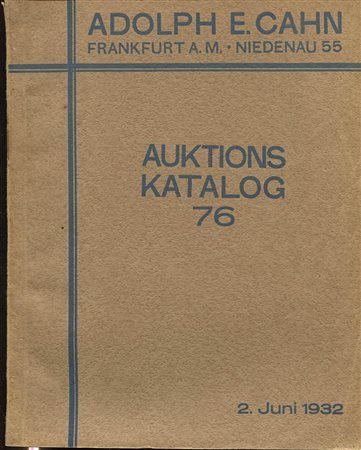 ADOLPH E. CAHN
FRANKFURT A. M. · NIEDENAU 55
AUKTIONS
KATALOG
76
2. Juni 1932